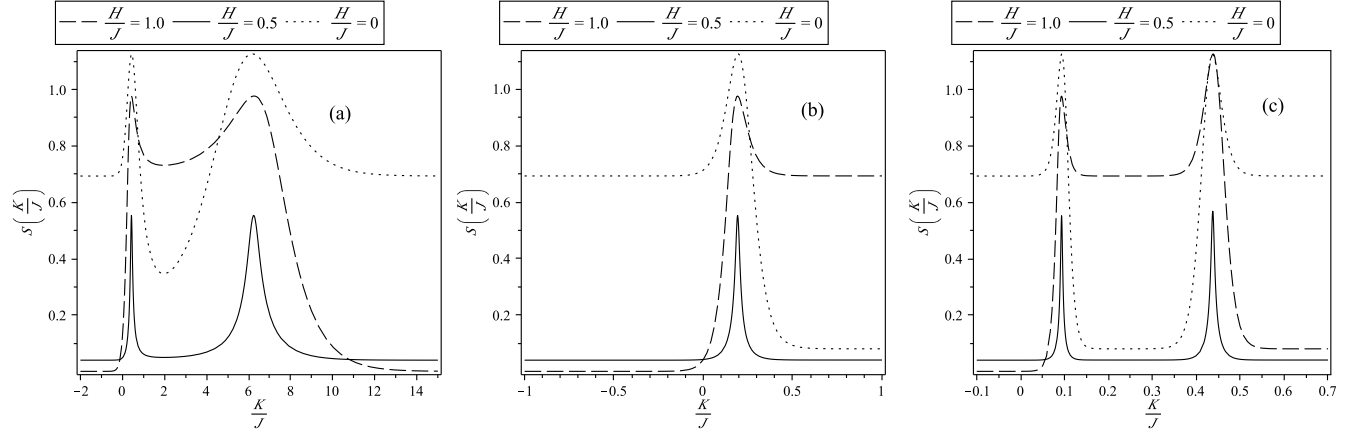 H/J = 1.0 H/J = 0.5 H/J = 0
H/J = 1.0 H/J = 0.5 H/J = 0
H/J = 1.0 H/J = 0.5 H/J = 0
(a)
1.0
0.8
0.6
0.4
0.2
s(K/J)
−2 0 2 4 6 8 10 12 14
K/J
(b)
1.0
0.8
0.6
0.4
0.2
s(K/J)
−1 −0.5 0 0.5 1
K/J
(c)
1.0
0.8
0.6
0.4
0.2
s(K/J)
−0.1 0 0.1 0.2 0.3 0.4 0.5 0.6 0.7
K/J